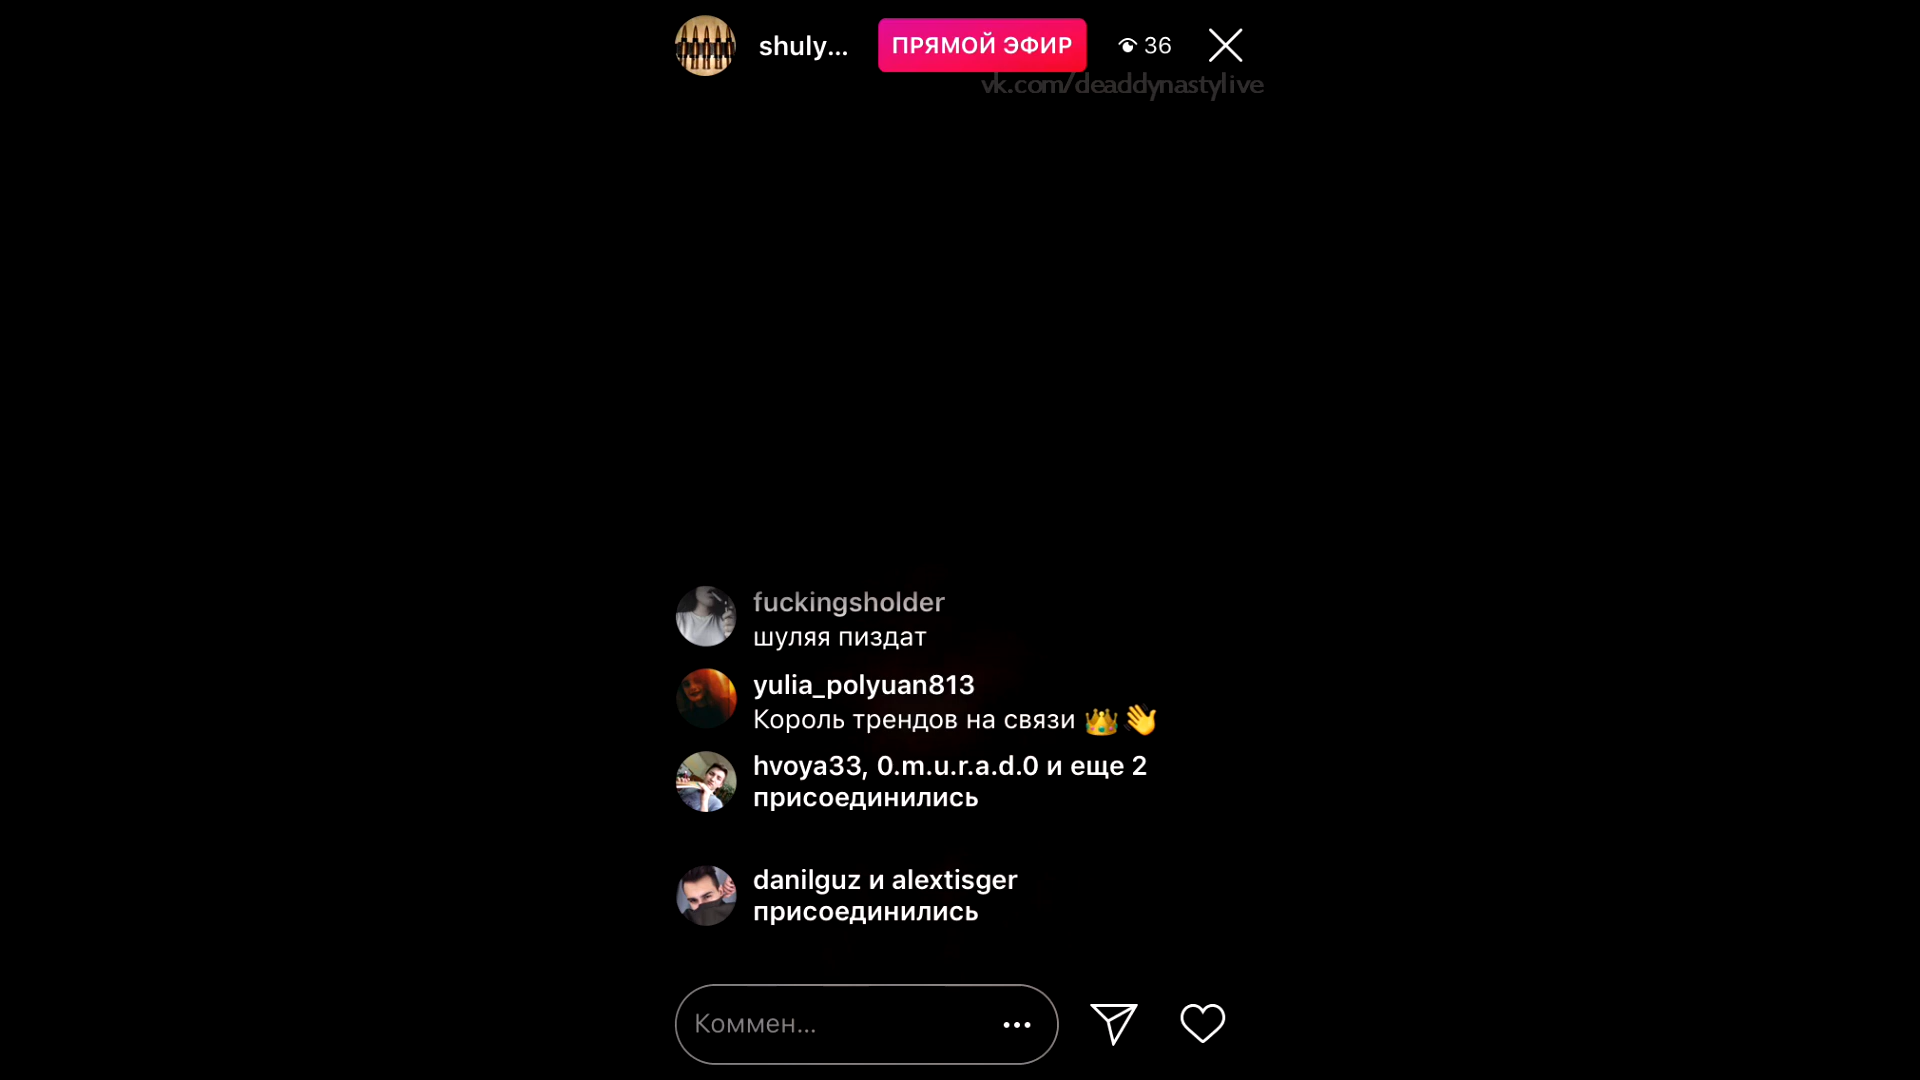 shuly...
ПРЯМОЙ ЭФИР
36
vk.com/deaddynastylive
fuckingsholder
шуляя пиздат
yulia_polyuan813
Король трендов на связи 👑👋
hvoya33, 0.m.u.r.a.d.0 и еще 2
присоединились
danilguz и alextisger
присоединились
Коммен...